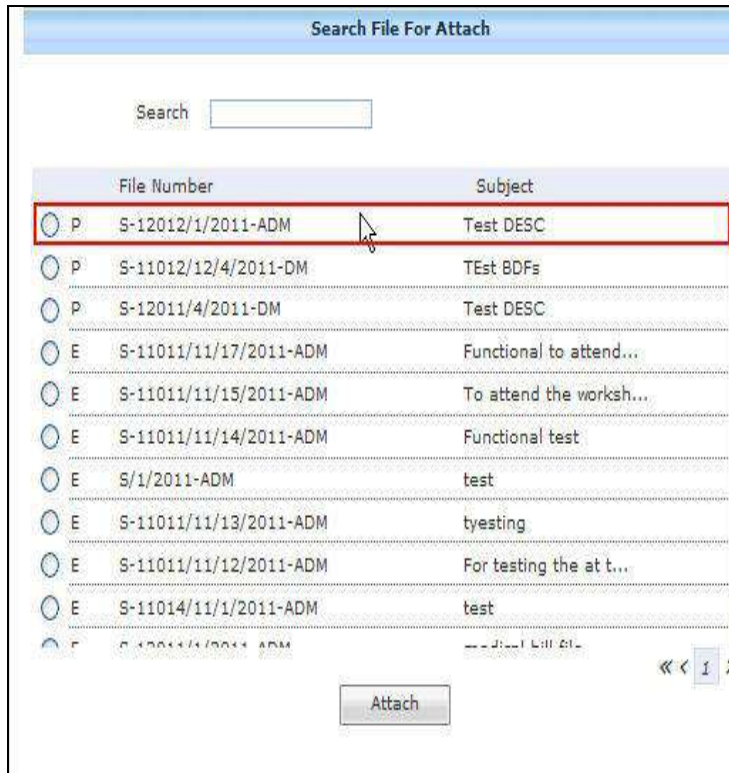 Search File For Attach
Search
File Number Subject
P S-12012/1/2011-ADM Test DESC
P S-11012/12/4/2011-DM TEst BDFs
P S-12011/4/2011-DM Test DESC
E S-11011/11/17/2011-ADM Functional to attend...
E S-11011/11/15/2011-ADM To attend the worksh...
E S-11011/11/14/2011-ADM Functional test
E S/1/2011-ADM test
E S-11011/11/13/2011-ADM tyesting
E S-11011/11/12/2011-ADM For testing the at t...
E S-11014/11/1/2011-ADM test
« < 1
Attach